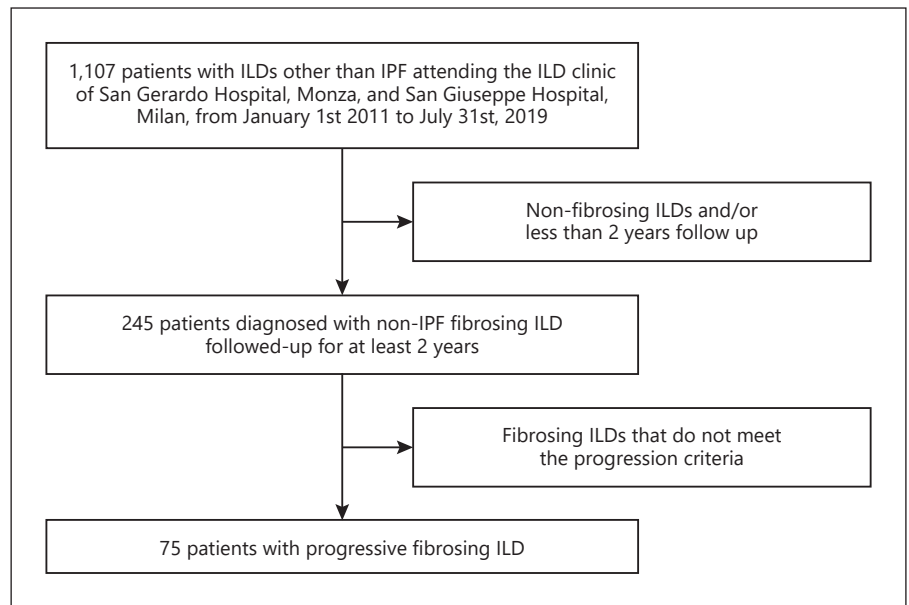 1,107 patients with ILDs other than IPF attending the ILD clinic
of San Gerardo Hospital, Monza, and San Giuseppe Hospital,
Milan, from January 1st 2011 to July 31st, 2019
Non-fibrosing ILDs and/or
less than 2 years follow up
245 patients diagnosed with non-IPF fibrosing ILD
followed-up for at least 2 years
Fibrosing ILDs that do not meet
the progression criteria
75 patients with progressive fibrosing ILD